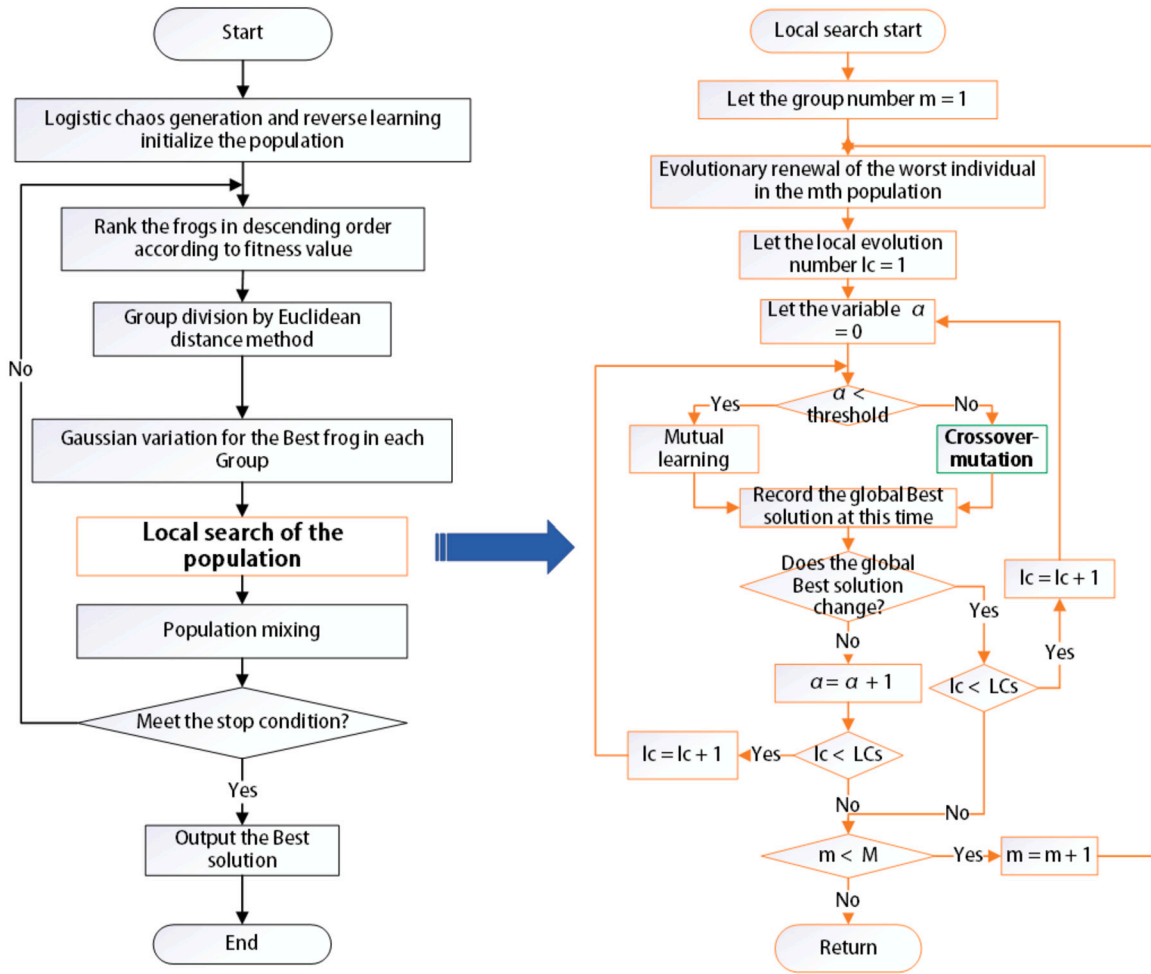 Start
Logistic chaos generation and reverse learning
initialize the population
Rank the frogs in descending order
according to fitness value
Group division by Euclidean
distance method
No
Gaussian variation for the Best frog in each
Group
Local search of the
population
Population mixing
Meet the stop condition?
Yes
Output the Best
solution
End
Local search start
Let the group number m = 1
Evolutionary renewal of the worst individual
in the mth population
Let the local evolution
number lc = 1
Let the variable α
= 0
α <
threshold
Yes
No
Mutual
learning
Crossover-
mutation
Record the global Best
solution at this time
Does the global
Best solution
change?
Yes
No
lc = lc + 1
Yes
α = α + 1
lc < LCs
lc = lc + 1
Yes
lc < LCs
No
No
m < M
Yes
m = m + 1
No
Return